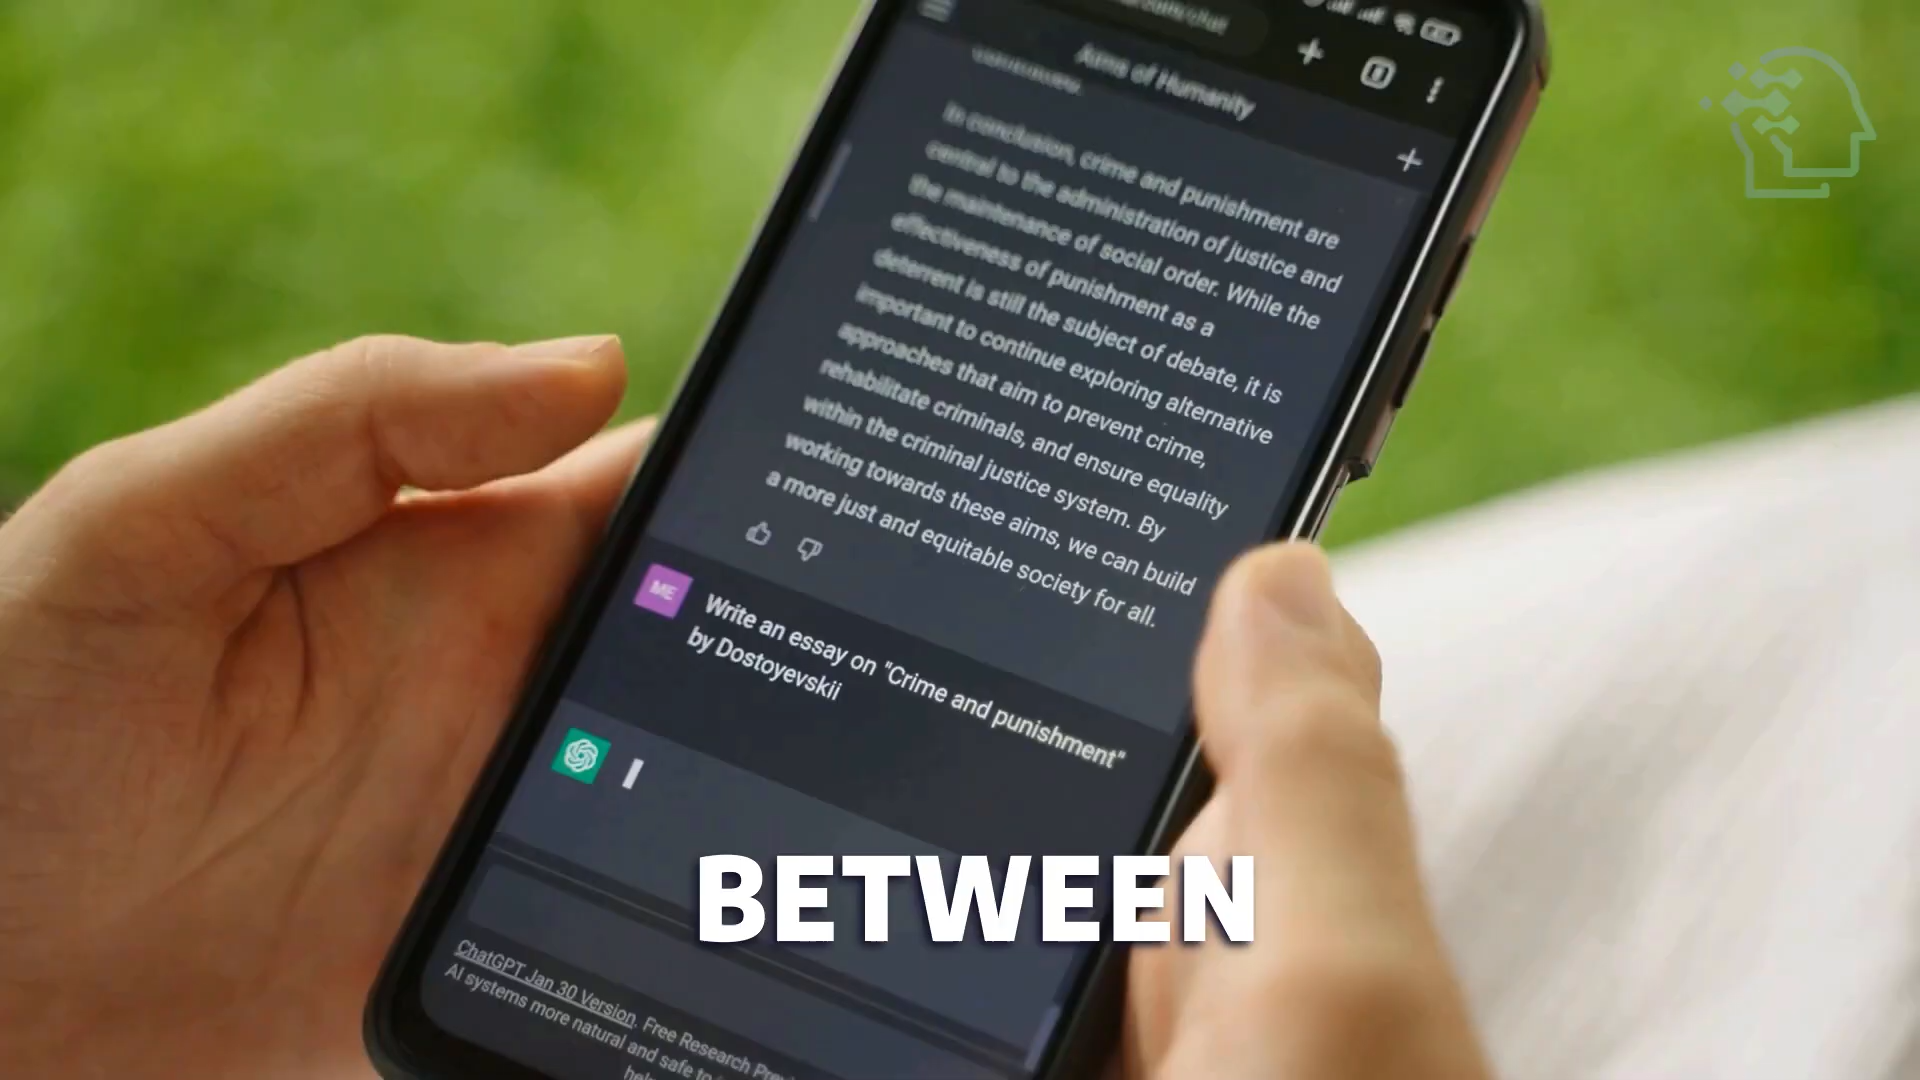 Aims of Humanity
In conclusion, crime and punishment are
central to the administration of justice and
the maintenance of social order. While the
effectiveness of punishment as a
deterrent is still the subject of debate, it is
important to continue exploring alternative
approaches that aim to prevent crime,
rehabilitate criminals, and ensure equality
within the criminal justice system. By
working towards these aims, we can build
a more just and equitable society for all.
ME
Write an essay on "Crime and punishment"
by Dostoyevskii
BETWEEN
ChatGPT Jan 30 Version. Free Research
AI systems more natural and safe to